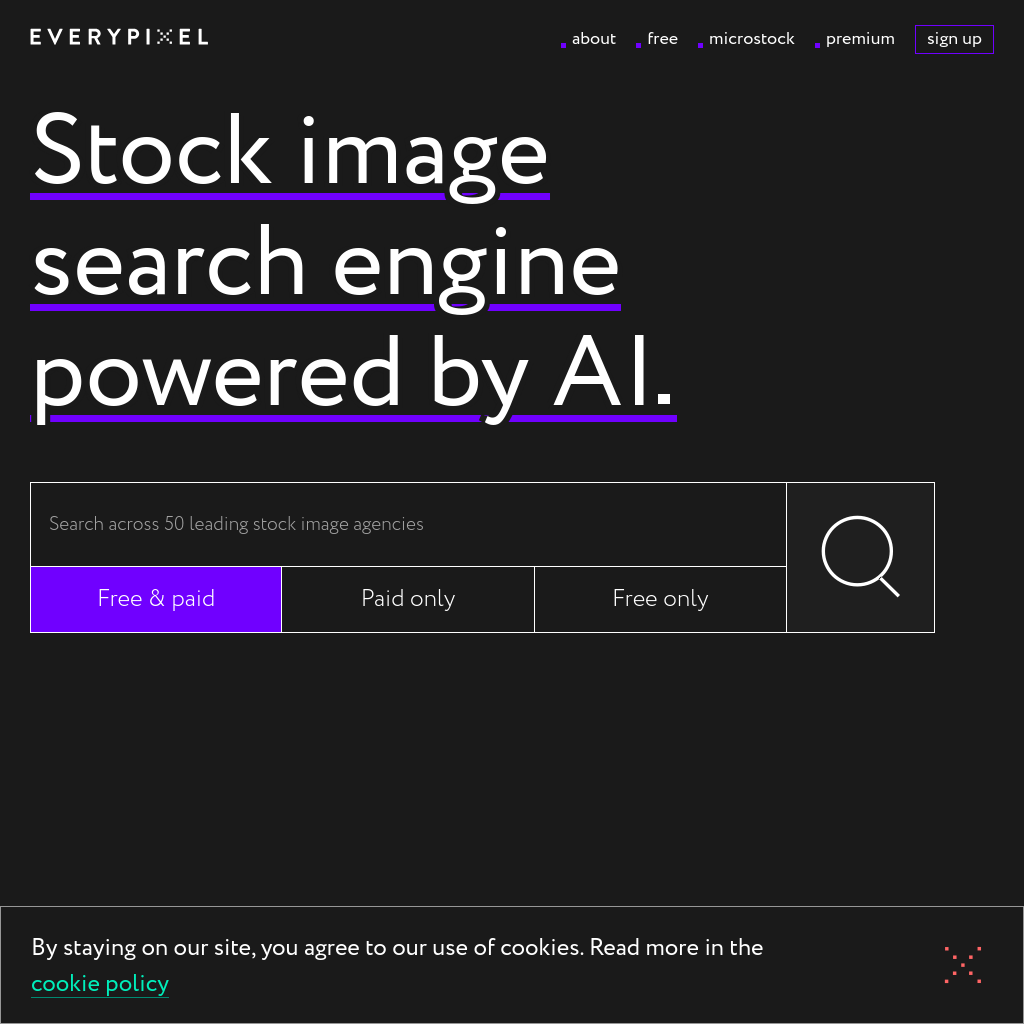 EVERYPIXEL
about
free
microstock
premium
sign up
Stock image
search engine
powered by AI.
Search across 50 leading stock image agencies
Free & paid
Paid only
Free only
By staying on our site, you agree to our use of cookies. Read more in the
cookie policy